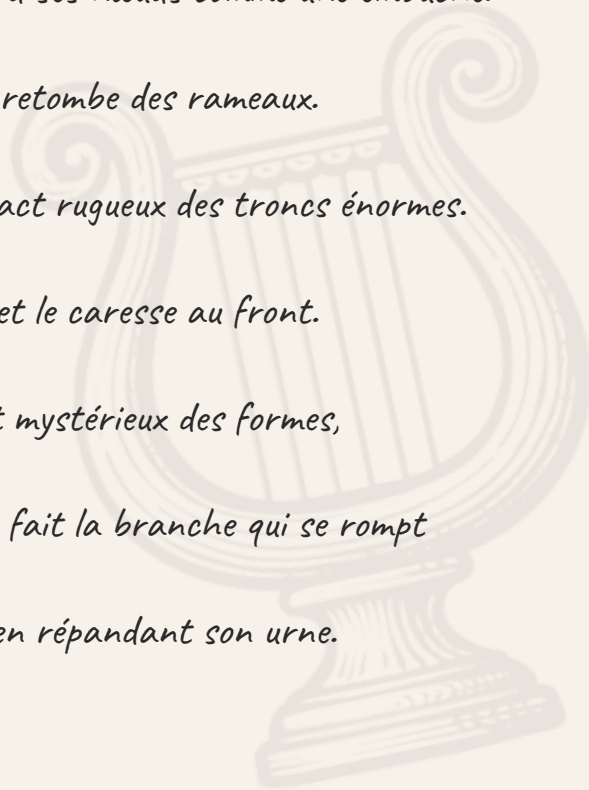 retombe des rameaux.
act rugueux des troncs énormes.
et le caresse au front.
mystérieux des formes,
fait la branche qui se rompt
en répandant son urne.